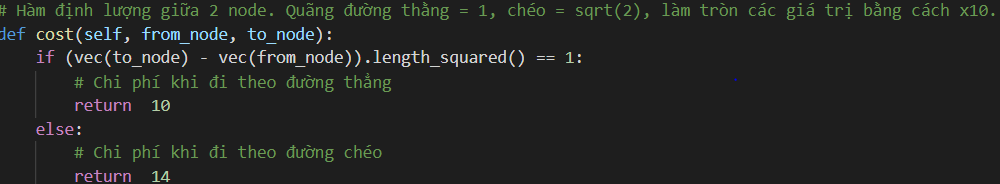 # Hàm định lượng giữa 2 node. Quãng đường thẳng = 1, chéo = sqrt(2), làm tròn các giá trị bằng cách x10.
def cost(self, from_node, to_node):
    if (vec(to_node) - vec(from_node)).length_squared() == 1:
        # Chi phí khi đi theo đường thẳng
        return  10
    else:
        # Chi phí khi đi theo đường chéo
        return  14